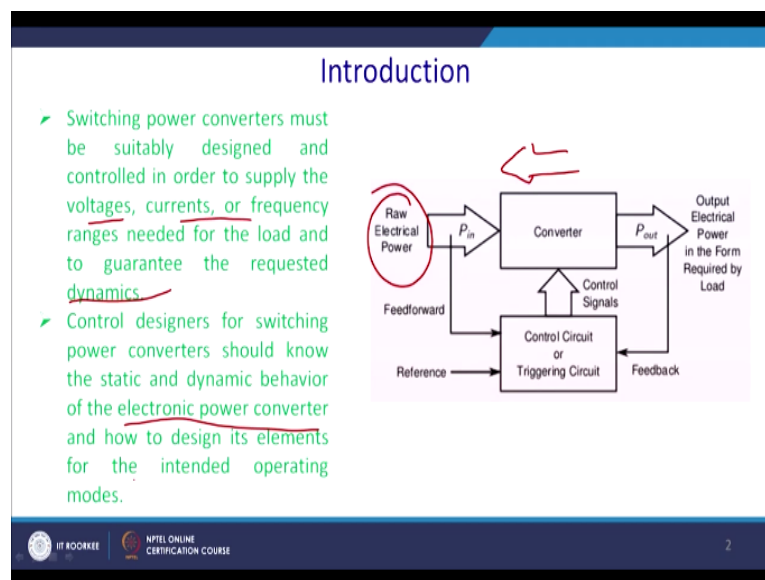 Introduction
Switching power converters must
be suitably designed and
controlled in order to supply the
voltages, currents, or frequency
ranges needed for the load and
to guarantee the requested
dynamics.
Control designers for switching
power converters should know
the static and dynamic behavior
of the electronic power converter
and how to design its elements
for the intended operating
modes.
Raw
Electrical
Power
Pin
Converter
Pout
Output
Electrical
Power
in the Form
Required by
Load
Control
Signals
Feedforward
Control Circuit
or
Triggering Circuit
Reference
Feedback
IIT ROORKEE
NPTEL ONLINE
CERTIFICATION COURSE
2